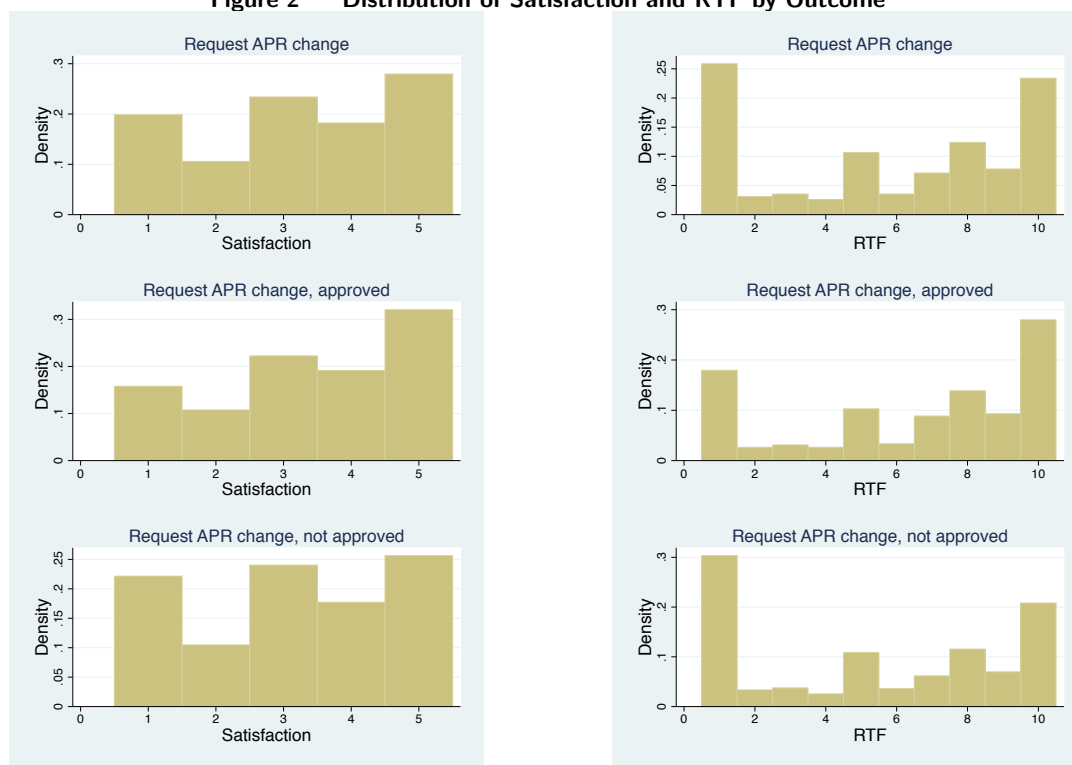 Figure 2 Distribution of Satisfaction and RTF by Outcome
Request APR change
Density
0 .1 .2 .3
0 1 2 3 4 5
Satisfaction
Request APR change
Density
0 .05 .1 .15 .2 .25
0 2 4 6 8 10
RTF
Request APR change, approved
Density
0 .1 .2 .3
0 1 2 3 4 5
Satisfaction
Request APR change, approved
Density
0 .1 .2 .3
0 2 4 6 8 10
RTF
Request APR change, not approved
Density
0 .05 .1 .15 .2 .25
0 1 2 3 4 5
Satisfaction
Request APR change, not approved
Density
0 .1 .2 .3
0 2 4 6 8 10
RTF